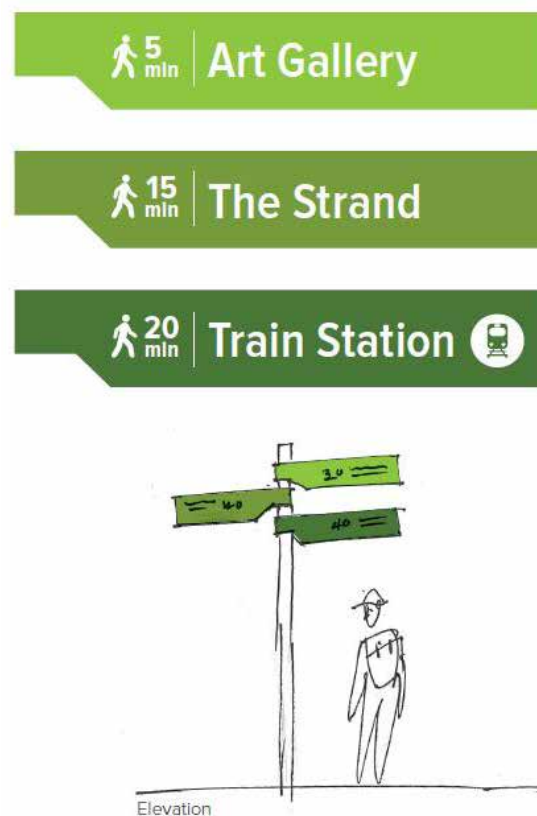 5 min Art Gallery
15 min The Strand
20 min Train Station
30
40
40
Elevation